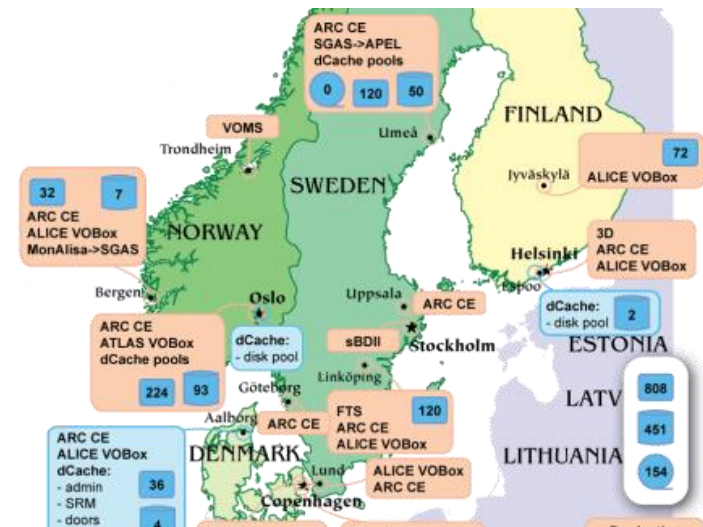 ARC CE
SGAS->APEL
dCache pools
0
120
50
FINLAND
Umeå
VOMS
Trondheim
72
Jyväskylä
ALICE VOBox
SWEDEN
32
7
ARC CE
ALICE VOBox
MonAlisa->SGAS
NORWAY
3D
ARC CE
ALICE VOBox
Helsinki
Espoo
Bergen
Oslo
Uppsala
ARC CE
dCache:
- disk pool
2
ARC CE
ATLAS VOBox
dCache pools
224
93
dCache:
- disk pool
sBDII
Stockholm
ESTONIA
Linköping
808
451
154
Göteborg
LATV
FTS
ARC CE
ALICE VOBox
120
Aalborg
ARC CE
ARC CE
ALICE VOBox
dCache:
- admin
- SRM
- doors
36
4
DENMARK
LITHUANIA
Lund
ALICE VOBox
ARC CE
Copenhagen